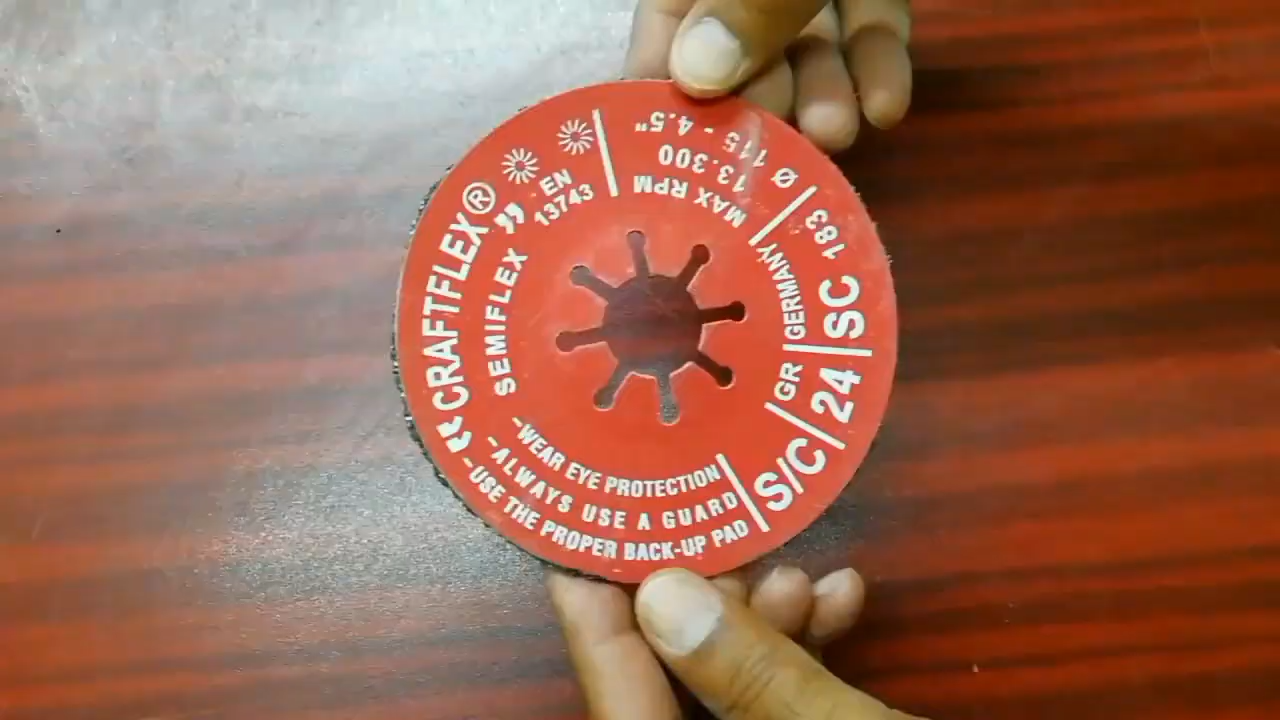 “CRAFTFLEX®
SEMIFLEX”
EN
13743
MAX RPM
13.300
Ø 115 - 4.5"
GERMANY
SC 183
GR
24
S/C
-WEAR EYE PROTECTION
-ALWAYS USE A GUARD
-USE THE PROPER BACK-UP PAD